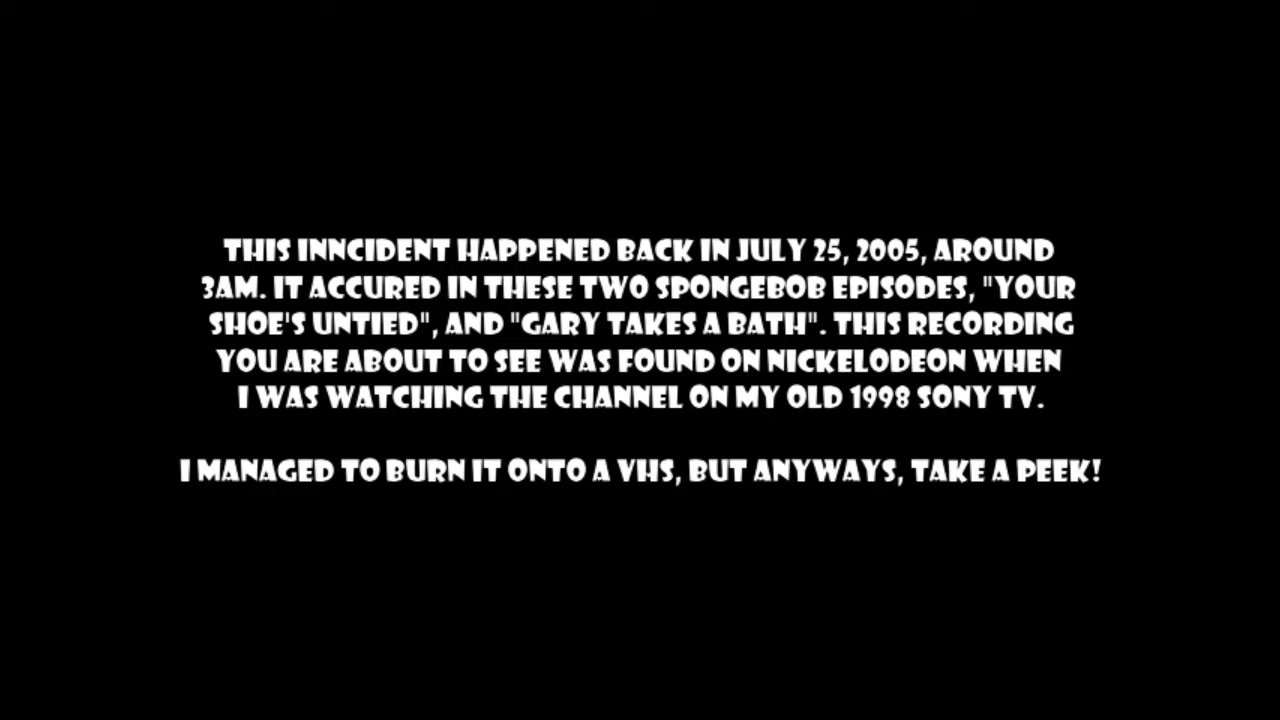 THIS INNCIDENT HAPPENED BACK IN JULY 25, 2005, AROUND
3AM. IT ACCURED IN THESE TWO SPONGEBOB EPISODES, "YOUR
SHOE'S UNTIED", AND "GARY TAKES A BATH". THIS RECORDING
YOU ARE ABOUT TO SEE WAS FOUND ON NICKELODEON WHEN
I WAS WATCHING THE CHANNEL ON MY OLD 1998 SONY TV.
I MANAGED TO BURN IT ONTO A VHS, BUT ANYWAYS, TAKE A PEEK!